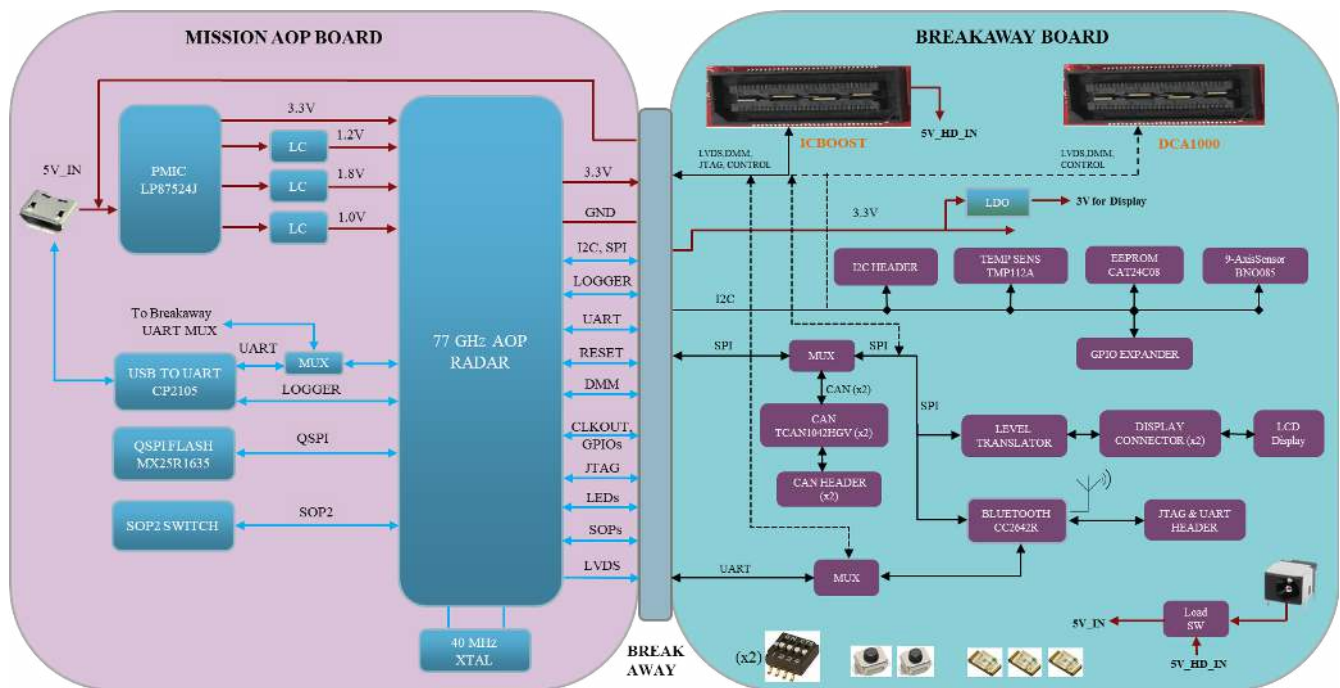 MISSION AOP BOARD
3.3V
1.2V
LC
1.8V
LC
1.0V
LC
PMIC
LP87524J
5V_IN
To Breakaway
UART MUX
UART
MUX
USB TO UART
CP2105
LOGGER
QSPI FLASH
MX25R1635
QSPI
SOP2 SWITCH
SOP2
77 GHz AOP
RADAR
40 MHz
XTAL
3.3V
GND
I2C, SPI
LOGGER
UART
RESET
DMM
CLKOUT,
GPIOs
JTAG
LEDs
SOPs
LVDS
BREAK
AWAY
BREAKAWAY BOARD
ICBOOST
5V_HD_IN
DCA1000
LVDS,DMM,
JTAG, CONTROL
LVDS,DMM,
CONTROL
3.3V
LDO
3V for Display
I2C HEADER
TEMP SENS
TMP112A
EEPROM
CAT24C08
9-AxisSensor
BNO085
I2C
GPIO EXPANDER
SPI
MUX
SPI
CAN (x2)
CAN
TCAN1042HGV (x2)
CAN HEADER
(x2)
SPI
LEVEL
TRANSLATOR
DISPLAY
CONNECTOR (x2)
LCD
Display
BLUETOOTH
CC2642R
JTAG & UART
HEADER
UART
MUX
5V_IN
Load
SW
5V_HD_IN
(x2)